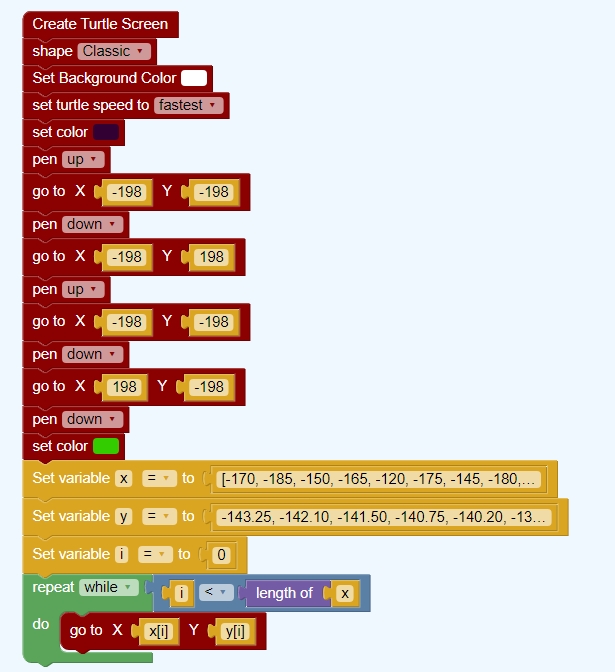 Create Turtle Screen
shape Classic
Set Background Color
set turtle speed to fastest
set color
pen up
go to X -198 Y -198
pen down
go to X -198 Y 198
pen up
go to X -198 Y -198
pen down
go to X 198 Y -198
pen down
set color
Set variable x = to [-170, -185, -150, -165, -120, -175, -145, -180,...
Set variable y = to -143.25, -142.10, -141.50, -140.75, -140.20, -13...
Set variable i = to 0
repeat while i < length of x
do go to X x[i] Y y[i]